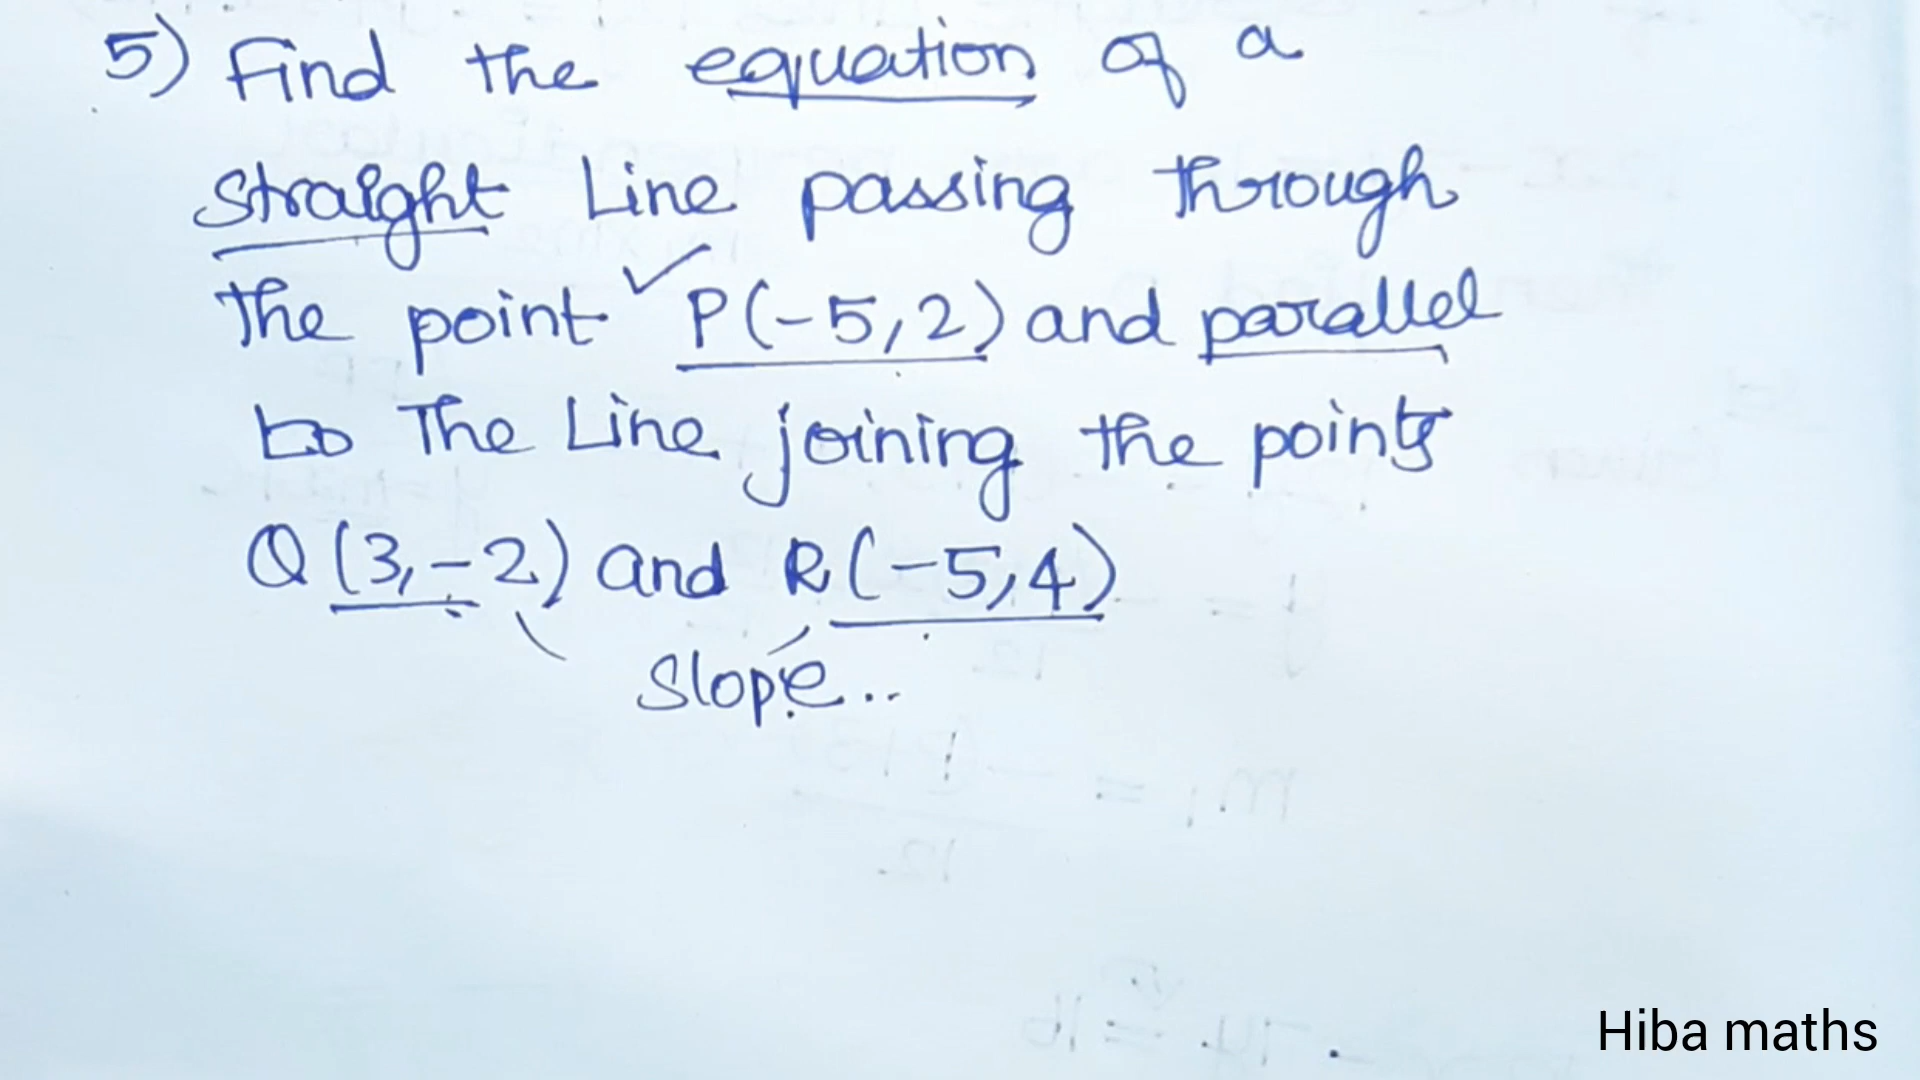 5) Find the equation of a
straight Line passing through
the point P(-5,2) and parallel
to The Line joining the points
Q(3,-2) and R(-5,4)
Slope..
Hiba maths